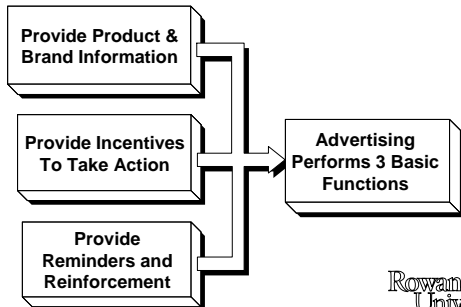 Provide Product &
Brand Information
Provide Incentives
To Take Action
Provide
Reminders and
Reinforcement
Advertising
Performs 3 Basic
Functions
Rowan